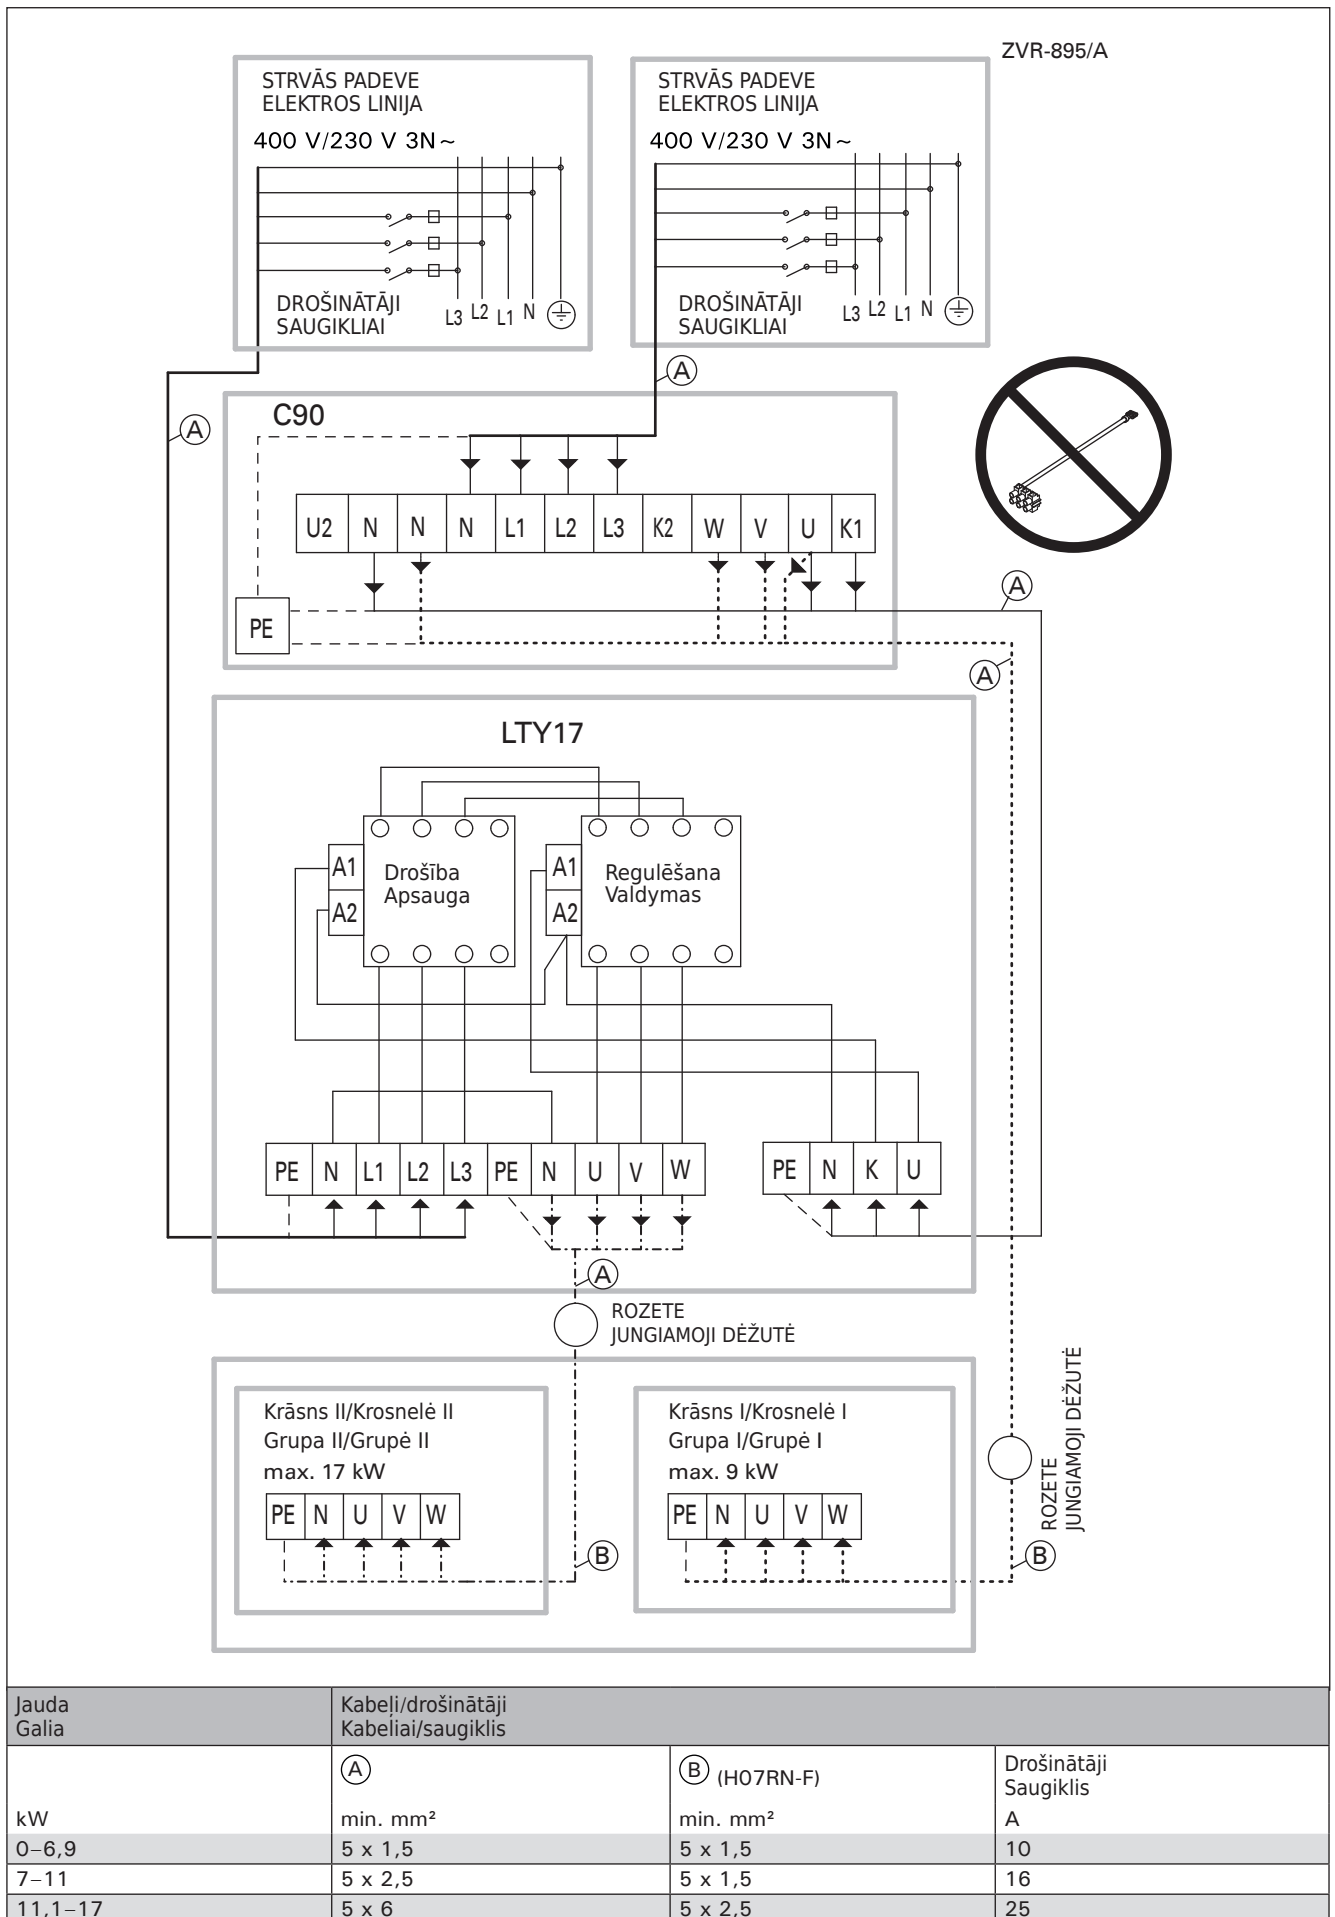 ZVR-895/A
STRVĀS PADEVE
ELEKTROS LINIJA
400 V/230 V 3N~
DROŠINĀTĀJI
SAUGIKLIAI
L3 L2 L1 N
STRVĀS PADEVE
ELEKTROS LINIJA
400 V/230 V 3N~
DROŠINĀTĀJI
SAUGIKLIAI
L3 L2 L1 N
A
A
C90
U2 N N N L1 L2 L3 K2 W V U K1
PE
A
A
LTY17
A1
A2
Drošība
Apsauga
A1
A2
Regulēšana
Valdymas
PE N L1 L2 L3 PE N U V W
PE N K U
A
ROZETE
JUNGIAMOJI DĖŽUTĖ
Krāsns II/Krosnelė II
Grupa II/Grupė II
max. 17 kW
PE N U V W
B
Krāsns I/Krosnelė I
Grupa I/Grupė I
max. 9 kW
PE N U V W
B
ROZETE
JUNGIAMOJI DĖŽUTĖ
Jauda
Galia
Kabeļi/drošinātāji
Kabeliai/saugiklis
A
B (H07RN-F)
Drošinātāji
Saugiklis
kW min. mm² min. mm² A
0–6,9 5 x 1,5 5 x 1,5 10
7–11 5 x 2,5 5 x 1,5 16
11,1–17 5 x 6 5 x 2,5 25